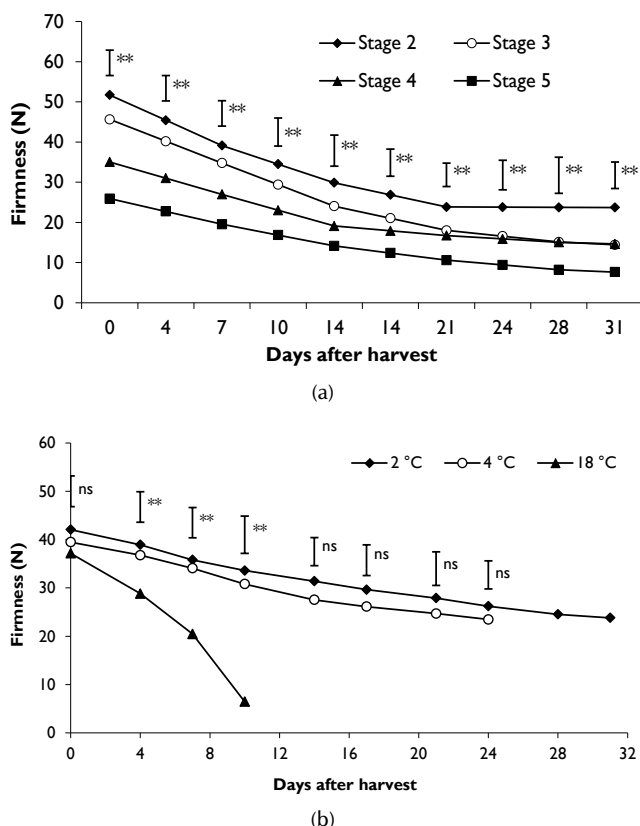 70
60
50
40
30
20
10
0
Firmness (N)
Stage 2
Stage 3
Stage 4
Stage 5
** ** ** ** ** ** ** ** ** **
0 4 7 10 14 14 21 24 28 31
Days after harvest
(a)
60
50
40
30
20
10
0
Firmness (N)
2 °C 4 °C 18 °C
ns ** ** ** ns ns ns ns
0 4 8 12 16 20 24 28 32
Days after harvest
(b)